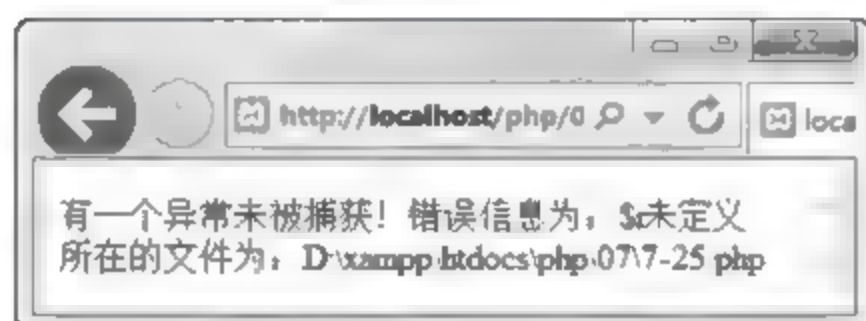 http://localhost/php/0
loca
有一个异常未被捕获！错误信息为：$r未定义
所在的文件为：D:\xampp\htdocs\php\07\7-25.php